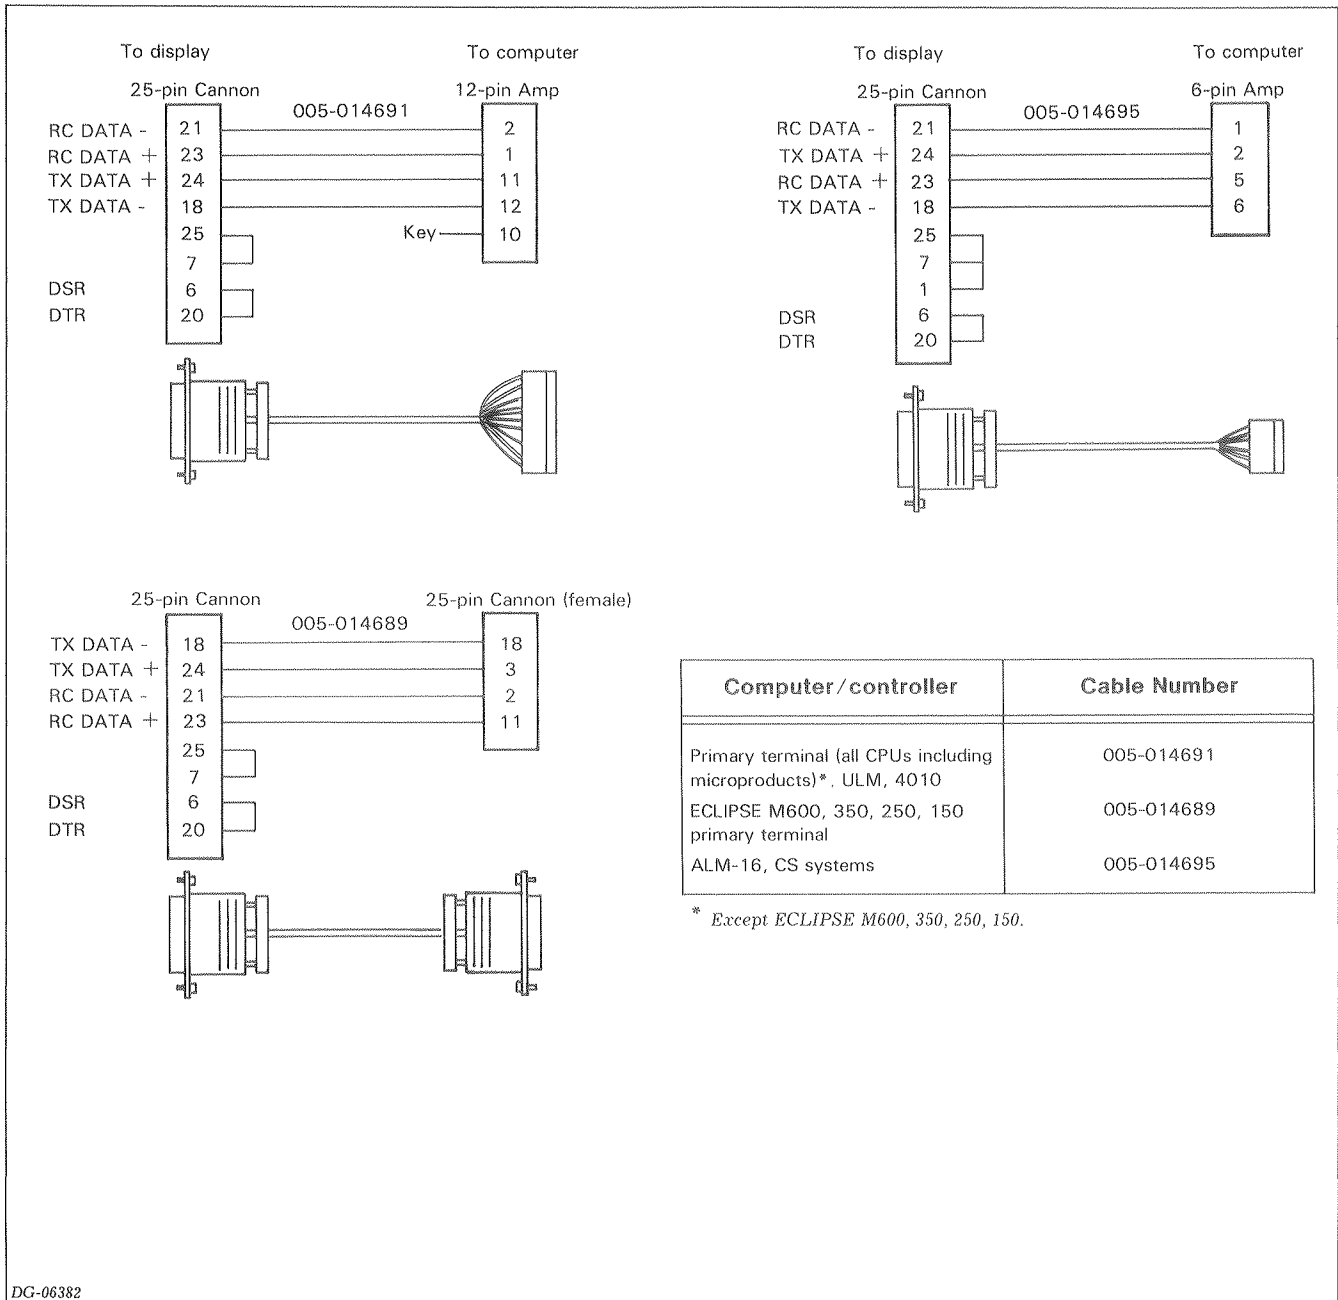 To display To computer
25-pin Cannon 12-pin Amp
005-014691
RC DATA - 21 2
RC DATA + 23 1
TX DATA + 24 11
TX DATA - 18 12
25 Key 10
7
DSR 6
DTR 20
To display To computer
25-pin Cannon 6-pin Amp
005-014695
RC DATA - 21 1
TX DATA + 24 2
RC DATA + 23 5
TX DATA - 18 6
25
7
1
DSR 6
DTR 20
25-pin Cannon 25-pin Cannon (female)
005-014689
TX DATA - 18 18
TX DATA + 24 3
RC DATA - 21 2
RC DATA + 23 11
25
7
DSR 6
DTR 20
Computer/controller Cable Number
Primary terminal (all CPUs including 005-014691
microproducts)*. ULM, 4010
ECLIPSE M600, 350, 250, 150 005-014689
primary terminal
ALM-16, CS systems 005-014695
* Except ECLIPSE M600, 350, 250, 150.
DG-06382